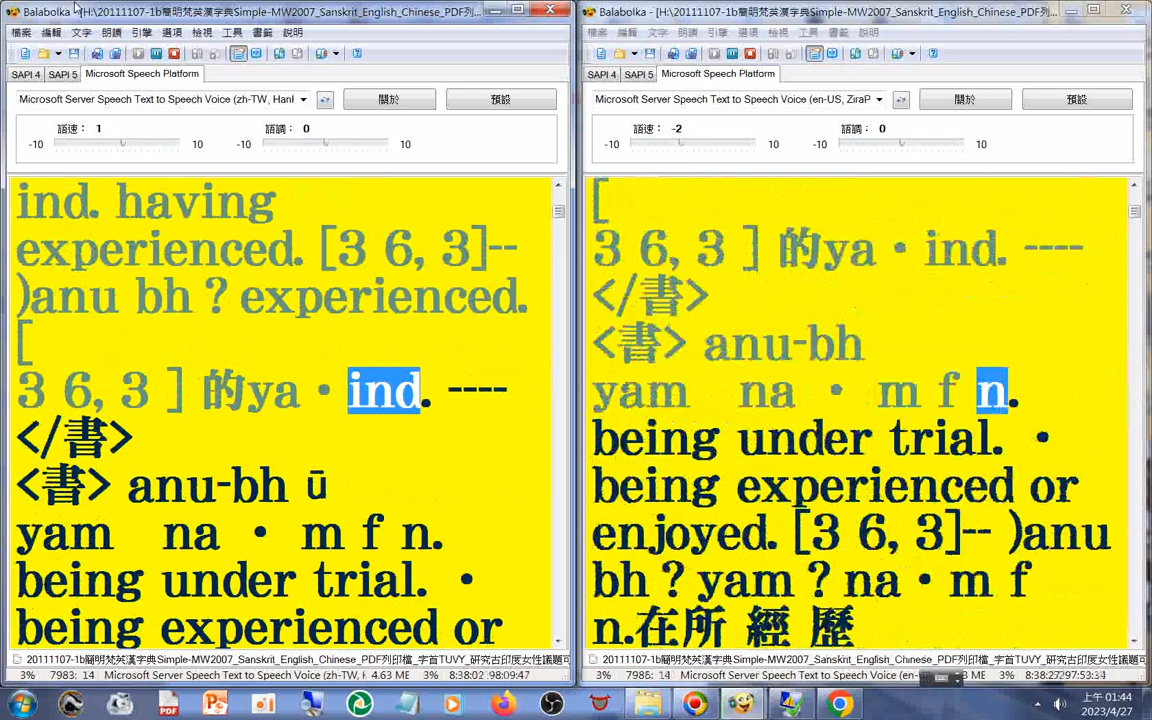 Balabolka - [H:\20111107-1b簡明梵英漢字典Simple-MW2007_Sanskrit_English_Chinese_PDF列...
檔案 編輯 文字 朗讀 引擎 選項 檢視 工具 書籤 說明
SAPI 4 SAPI 5 Microsoft Speech Platform
Microsoft Server Speech Text to Speech Voice (zh-TW, Hanl 關於 預設
語速： 1 語調： 0
-10 10 -10 10
ind. having
experienced. [3 6, 3]--
)anu bh ? experienced.
[
3 6, 3 ] 的ya · ind. ----
</書>
<書> anu-bh ū
yam na · m f n.
being under trial. ·
being experienced or
20111107-1b簡明梵英漢字典Simple-MW2007_Sanskrit_English_Chinese_PDF列印檔_字首TUVY_研究古印度女性議題可
3% 7983: 14 Microsoft Server Speech Text to Speech Voice (zh-TW, H 4.63 MB 3% 8:38:02 98:09:47
Balabolka - [H:\20111107-1b簡明梵英漢字典Simple-MW2007_Sanskrit_English_Chinese_PDF列...
檔案 編輯 文字 朗讀 引擎 選項 檢視 工具 書籤 說明
SAPI 4 SAPI 5 Microsoft Speech Platform
Microsoft Server Speech Text to Speech Voice (en-US, ZiraP 關於 預設
語速： -2 語調： 0
-10 10 -10 10
[
3 6, 3 ] 的ya · ind. ----
</書>
<書> anu-bh
yam na · m f n.
being under trial. ·
being experienced or
enjoyed. [3 6, 3]-- )anu
bh ? yam ? na · m f
n.在所 經 歷
20111107-1b簡明梵英漢字典Simple-MW2007_Sanskrit_English_Chinese_PDF列印檔_字首TUVY_研究古印度女性議題可
3% 7986: 14 Microsoft Server Speech Text to Speech Voice 3% 8:38:27 97:53:34
上午 01:44
2023/4/27